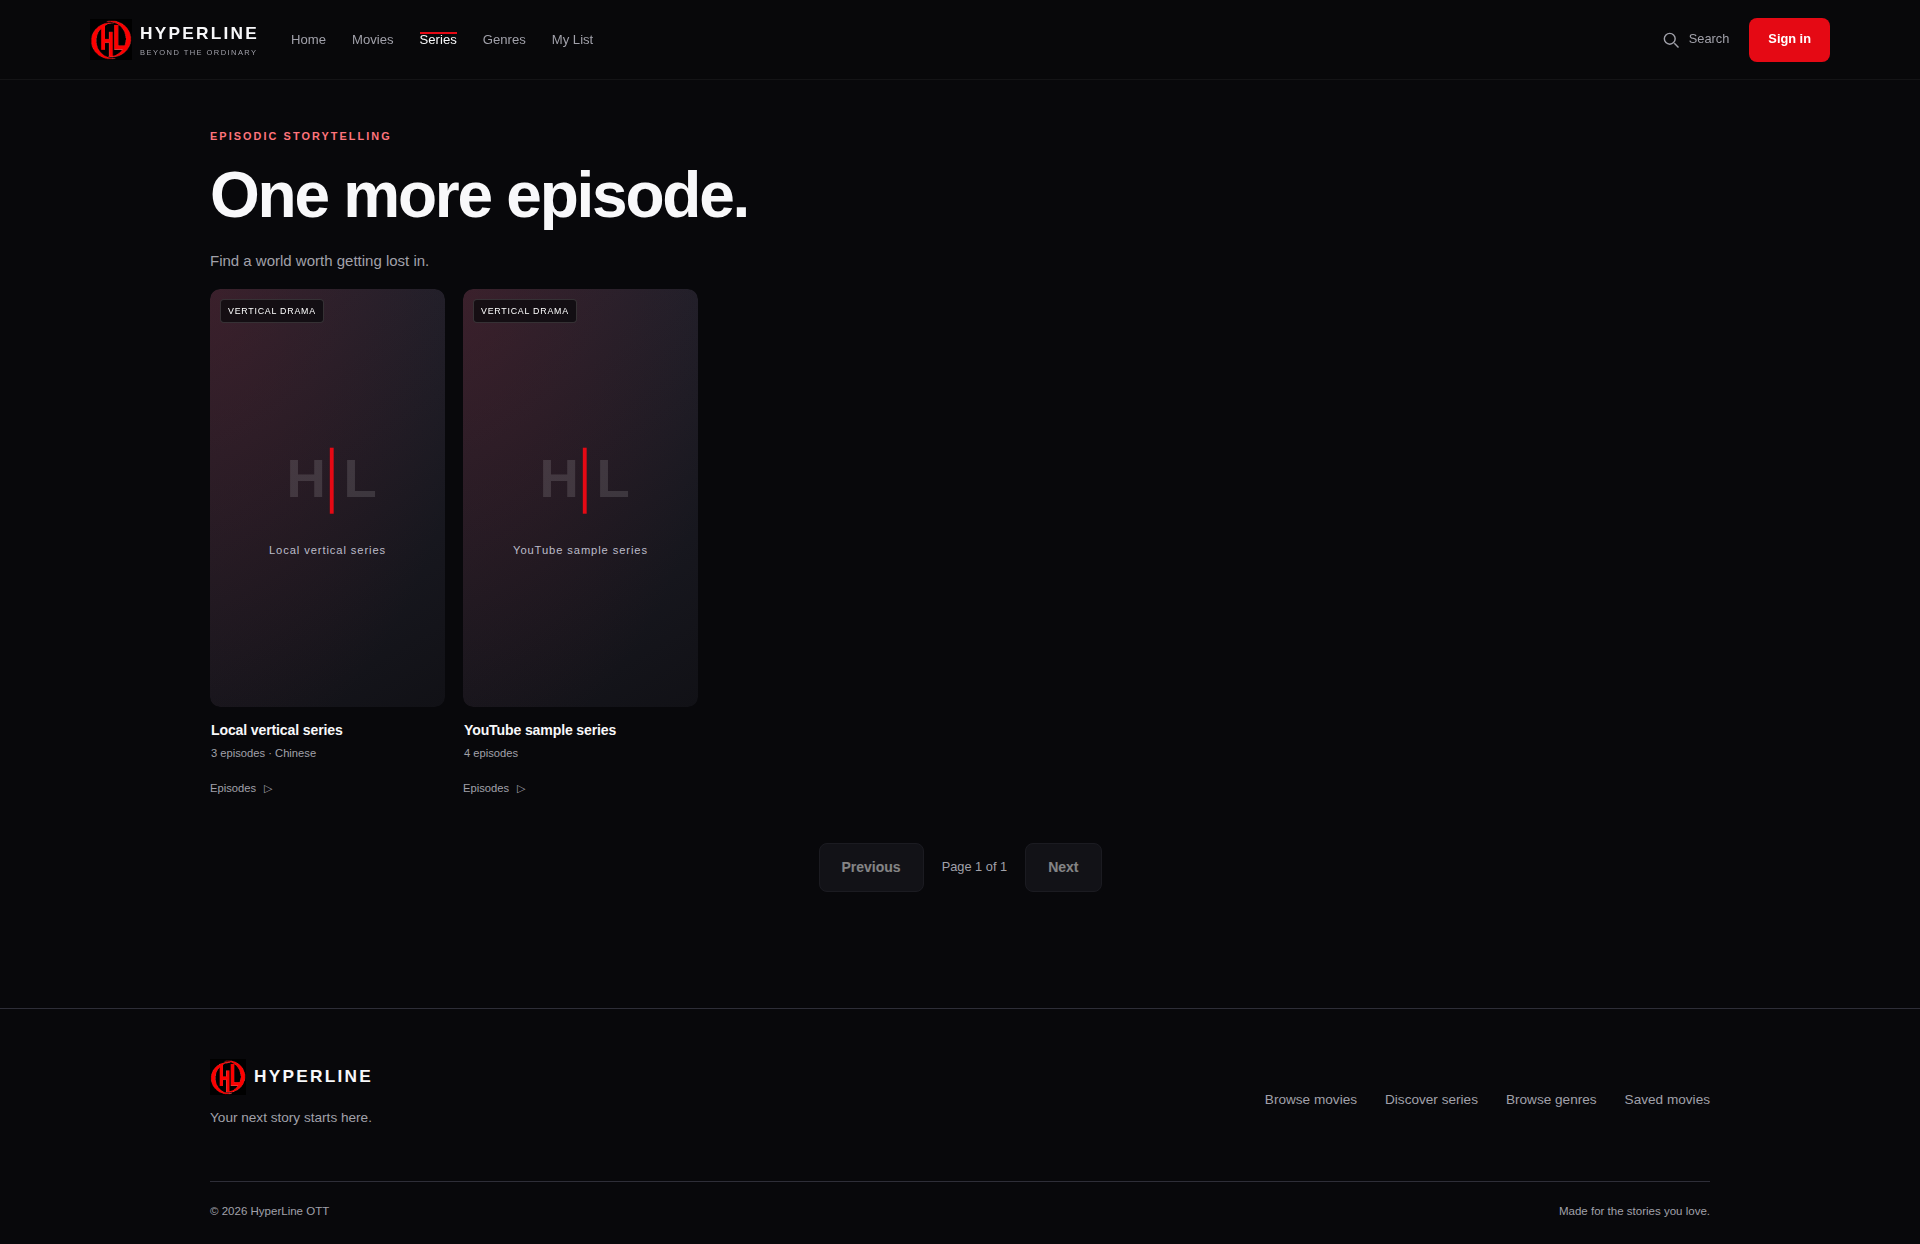 HYPERLINE
BEYOND THE ORDINARY
Home Movies Series Genres My List
Search
Sign in
EPISODIC STORYTELLING
One more episode.
Find a world worth getting lost in.
VERTICAL DRAMA
H L
Local vertical series
Local vertical series
3 episodes · Chinese
Episodes ▷
VERTICAL DRAMA
H L
YouTube sample series
YouTube sample series
4 episodes
Episodes ▷
Previous Page 1 of 1 Next
HL
HYPERLINE
Your next story starts here.
Browse movies Discover series Browse genres Saved movies
© 2026 HyperLine OTT
Made for the stories you love.